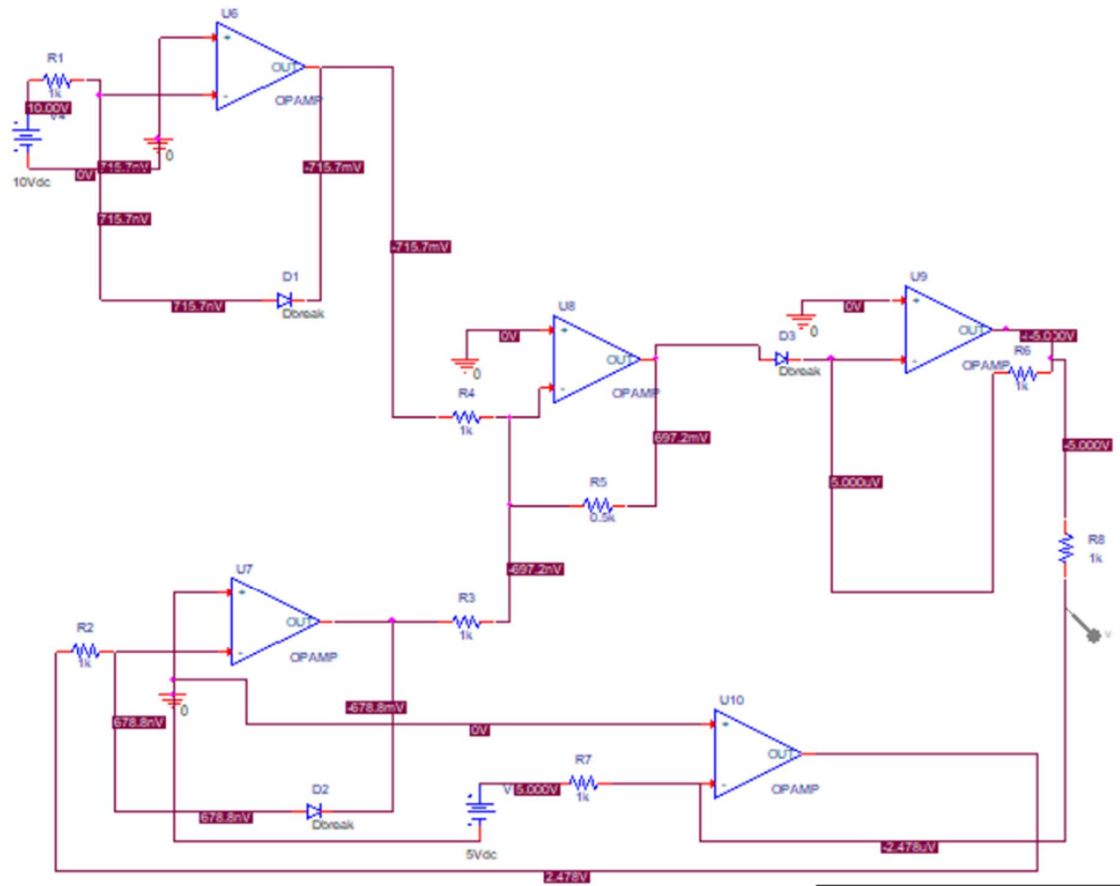 U6
R1
OUT
1k
OPAMP
10.00V
V4
0
715.7nV
-715.7mV
0V
10Vdc
715.7nV
-715.7mV
D1
U9
715.7nV
Dbreak
U8
0V
0V
0
OUT
-5.000V
D3
R6
OUT
0
Dbreak
OPAMP
1k
R4
OPAMP
1k
697.2mV
-5.000V
R5
5.000uV
0.5k
R8
1k
U7
-697.2nV
R3
R2
OUT
1k
V
1k
OPAMP
0
-678.8mV
U10
678.8nV
0V
OUT
R7
D2
V
5.000V
1k
OPAMP
678.8nV
Dbreak
5Vdc
-2.478uV
2.478V